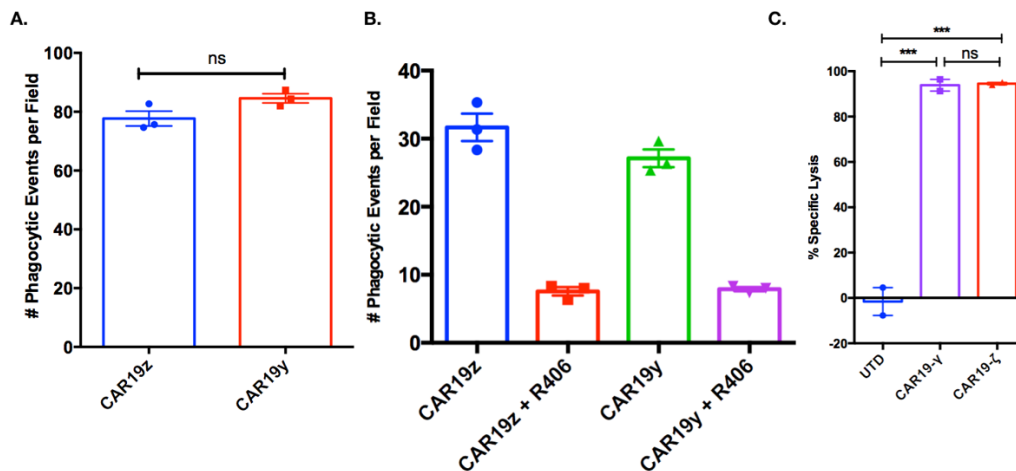 A.
# Phagocytic Events per Field
100
80
60
40
20
0
ns
CAR19z
CAR19y
B.
# Phagocytic Events per Field
40
30
20
10
0
CAR19z
CAR19z + R406
CAR19y
CAR19y + R406
C.
***
***
ns
% Specific Lysis
100
80
60
40
20
0
-20
UTD
CAR19-γ
CAR19-ζ